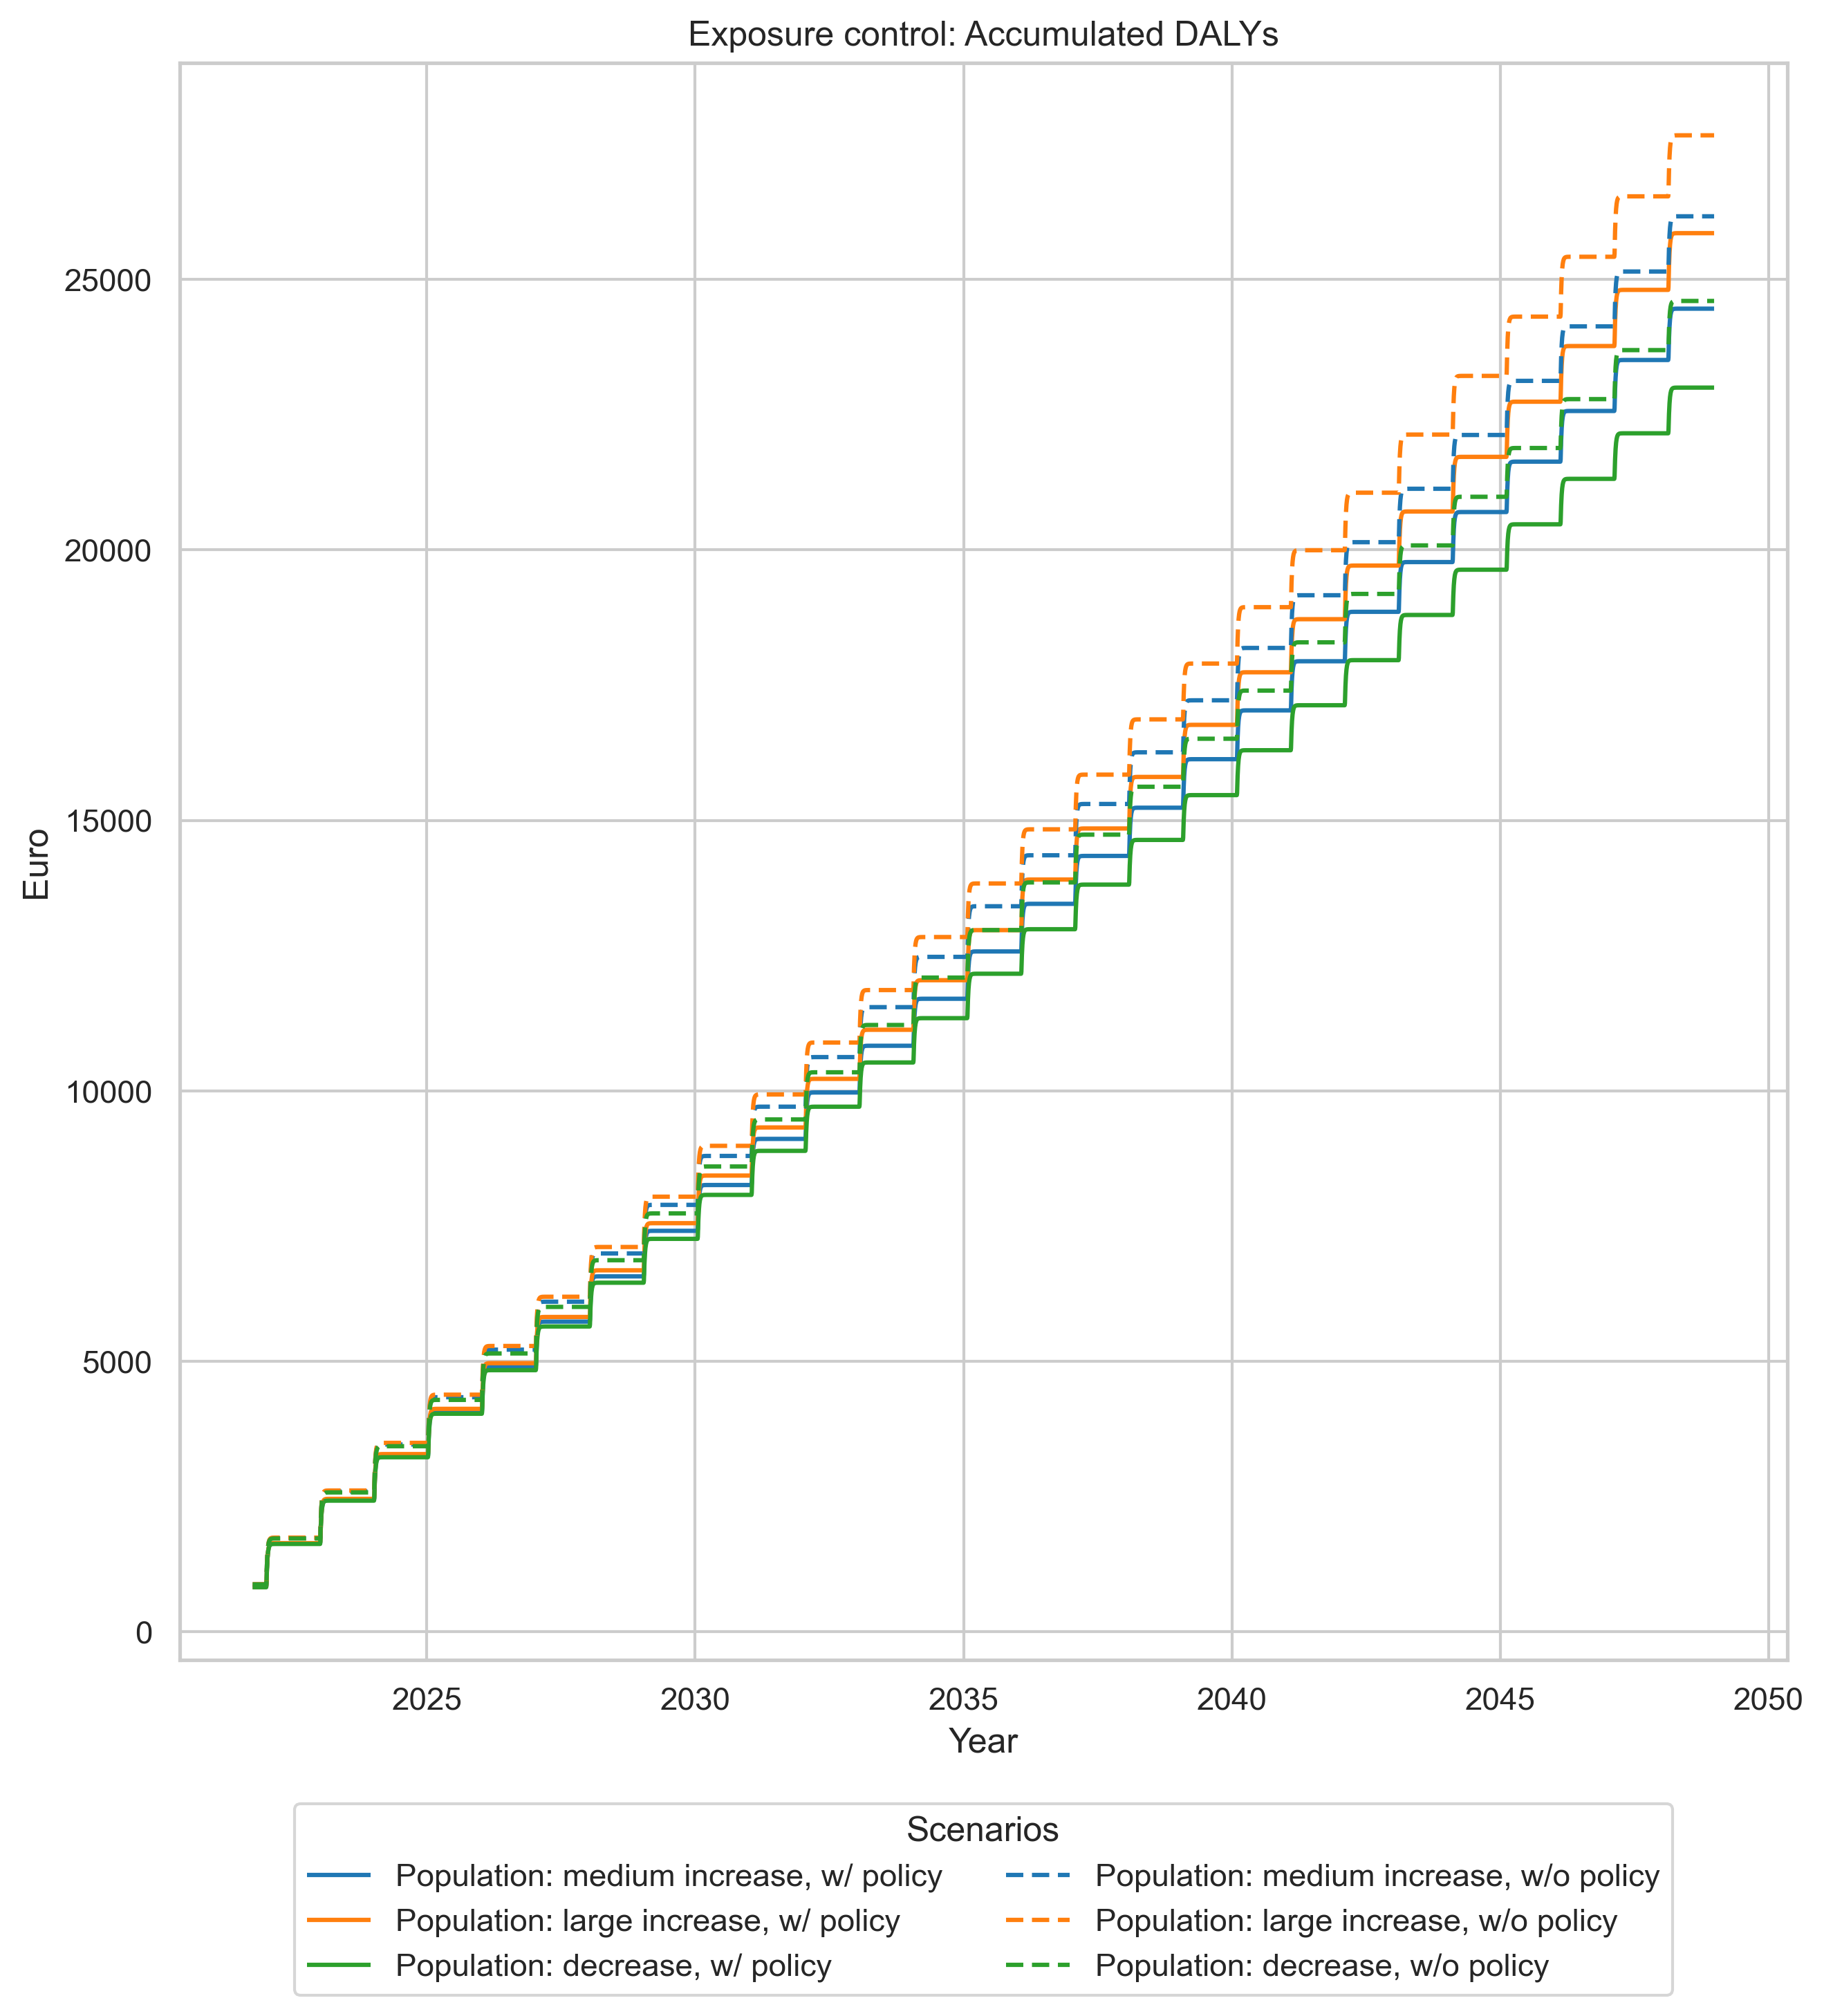 Exposure control: Accumulated DALYs
25000
20000
15000
10000
5000
0
Euro
2025 2030 2035 2040 2045 2050
Year
Scenarios
Population: medium increase, w/ policy
Population: large increase, w/ policy
Population: decrease, w/ policy
Population: medium increase, w/o policy
Population: large increase, w/o policy
Population: decrease, w/o policy